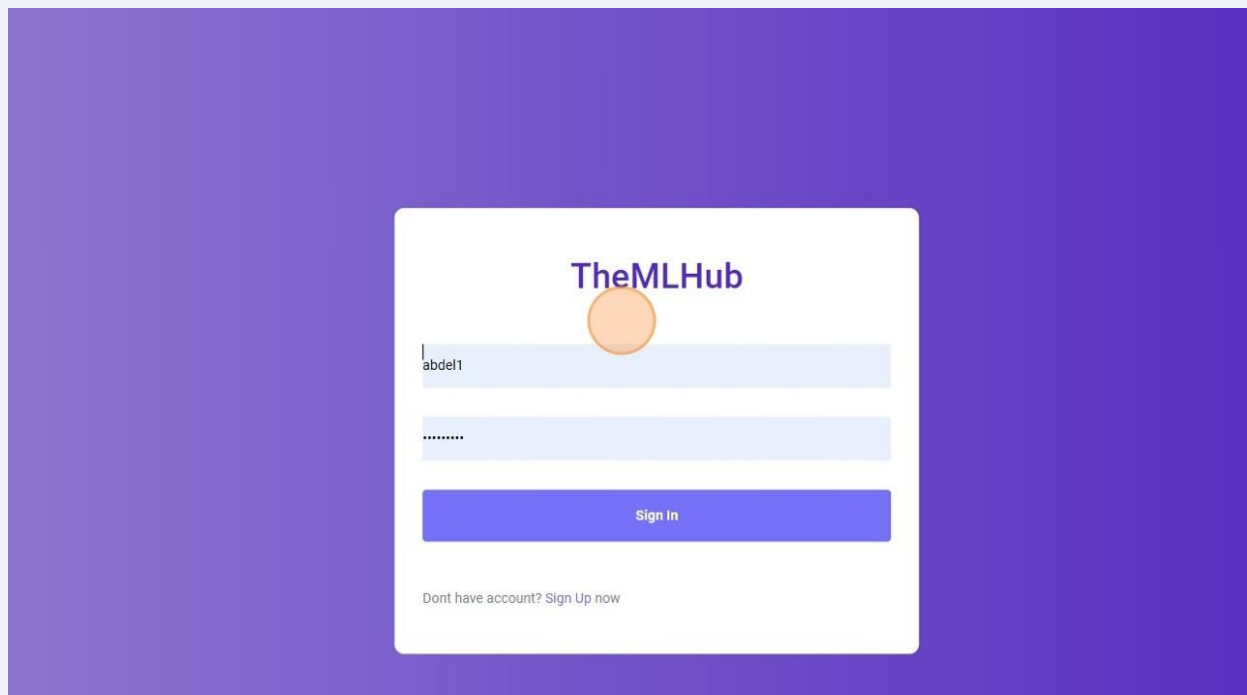 TheMLHub
abdel1
•••••••••
Sign In
Dont have account? Sign Up now